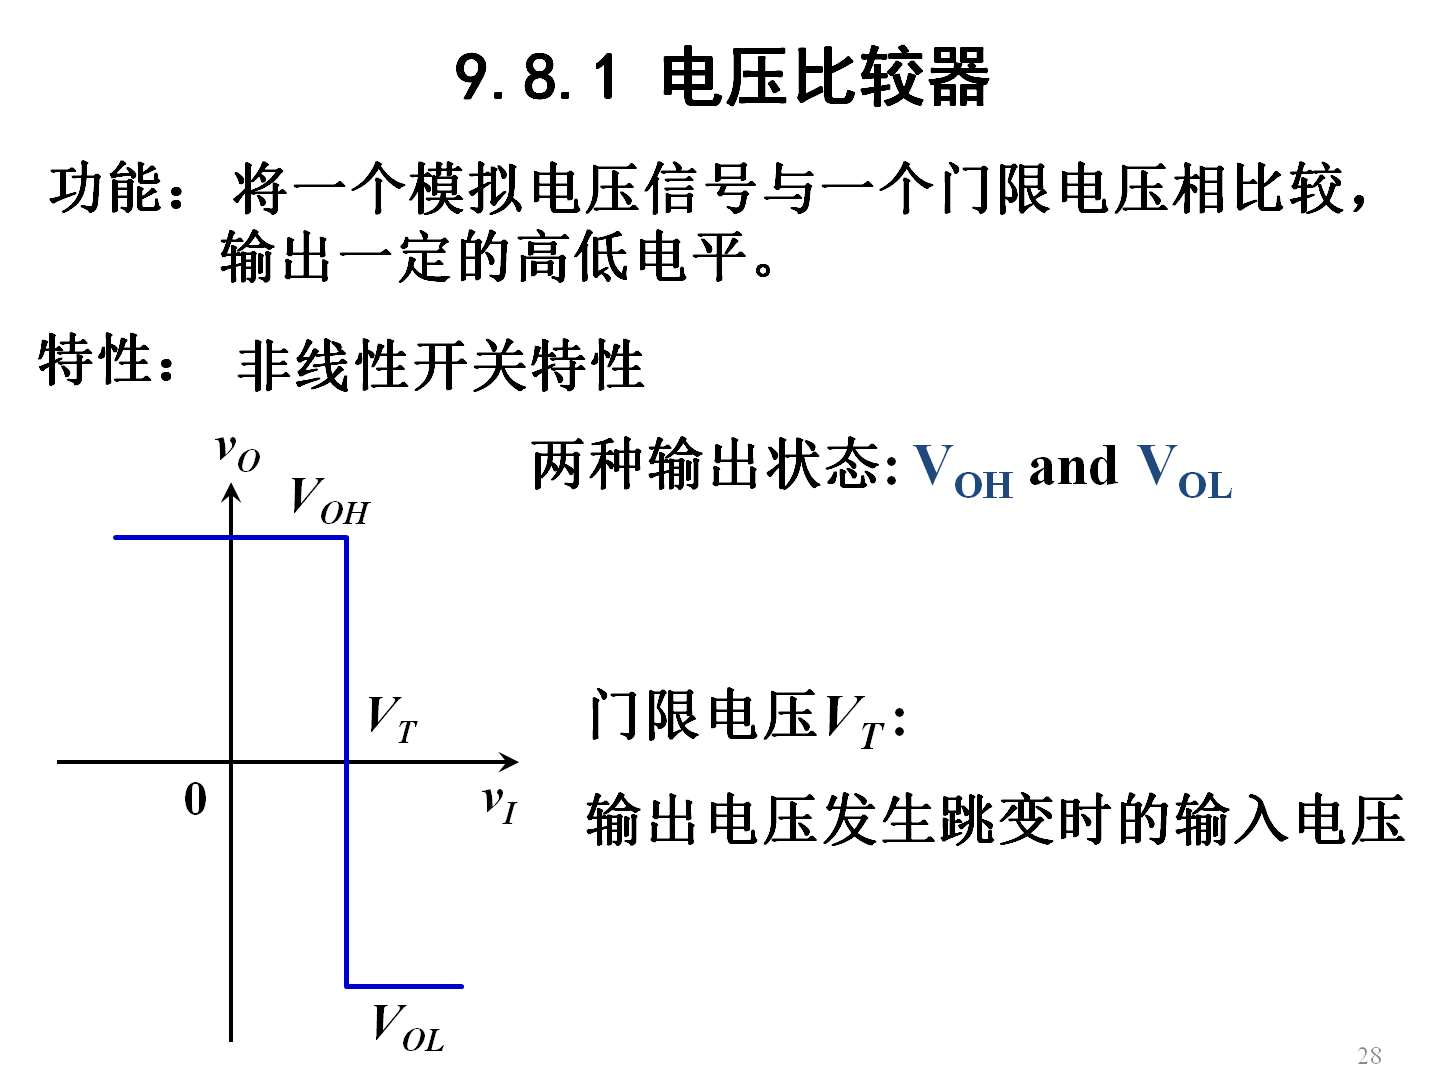 9.8.1 电压比较器
功能： 将一个模拟电压信号与一个门限电压相比较，
输出一定的高低电平。
特性： 非线性开关特性
两种输出状态: VOH and VOL
vO
VOH
VT
0
vI
VOL
门限电压VT:
输出电压发生跳变时的输入电压
28